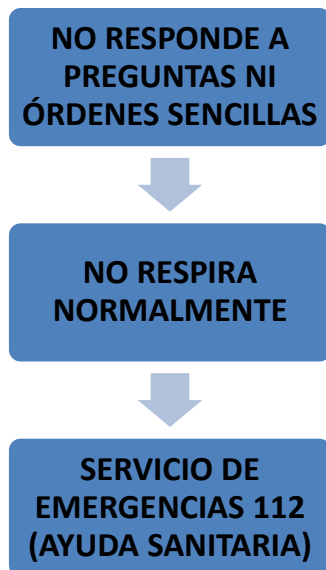 NO RESPONDE A
PREGUNTAS NI
ÓRDENES SENCILLAS
NO RESPIRA
NORMALMENTE
SERVICIO DE
EMERGENCIAS 112
(AYUDA SANITARIA)